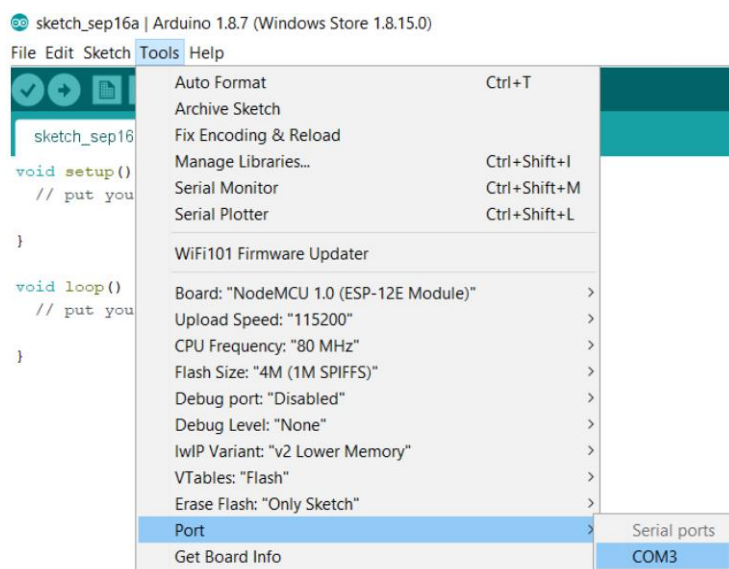 sketch_sep16a | Arduino 1.8.7 (Windows Store 1.8.15.0)
File Edit Sketch Tools Help
Auto Format Ctrl+T
Archive Sketch
sketch_sep16 Fix Encoding & Reload
void setup() Manage Libraries... Ctrl+Shift+I
// put you Serial Monitor Ctrl+Shift+M
Serial Plotter Ctrl+Shift+L
}
WiFi101 Firmware Updater
void loop() Board: "NodeMCU 1.0 (ESP-12E Module)"
// put you Upload Speed: "115200"
CPU Frequency: "80 MHz"
} Flash Size: "4M (1M SPIFFS)"
Debug port: "Disabled"
Debug Level: "None"
lwIP Variant: "v2 Lower Memory"
VTables: "Flash"
Erase Flash: "Only Sketch"
Port Serial ports
Get Board Info COM3